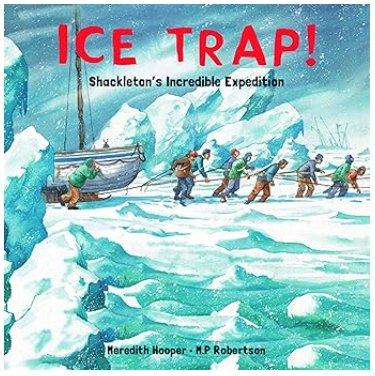 ICE TRAP!
Shackleton's Incredible Expedition
Meredith Hooper · M.P. Robertson